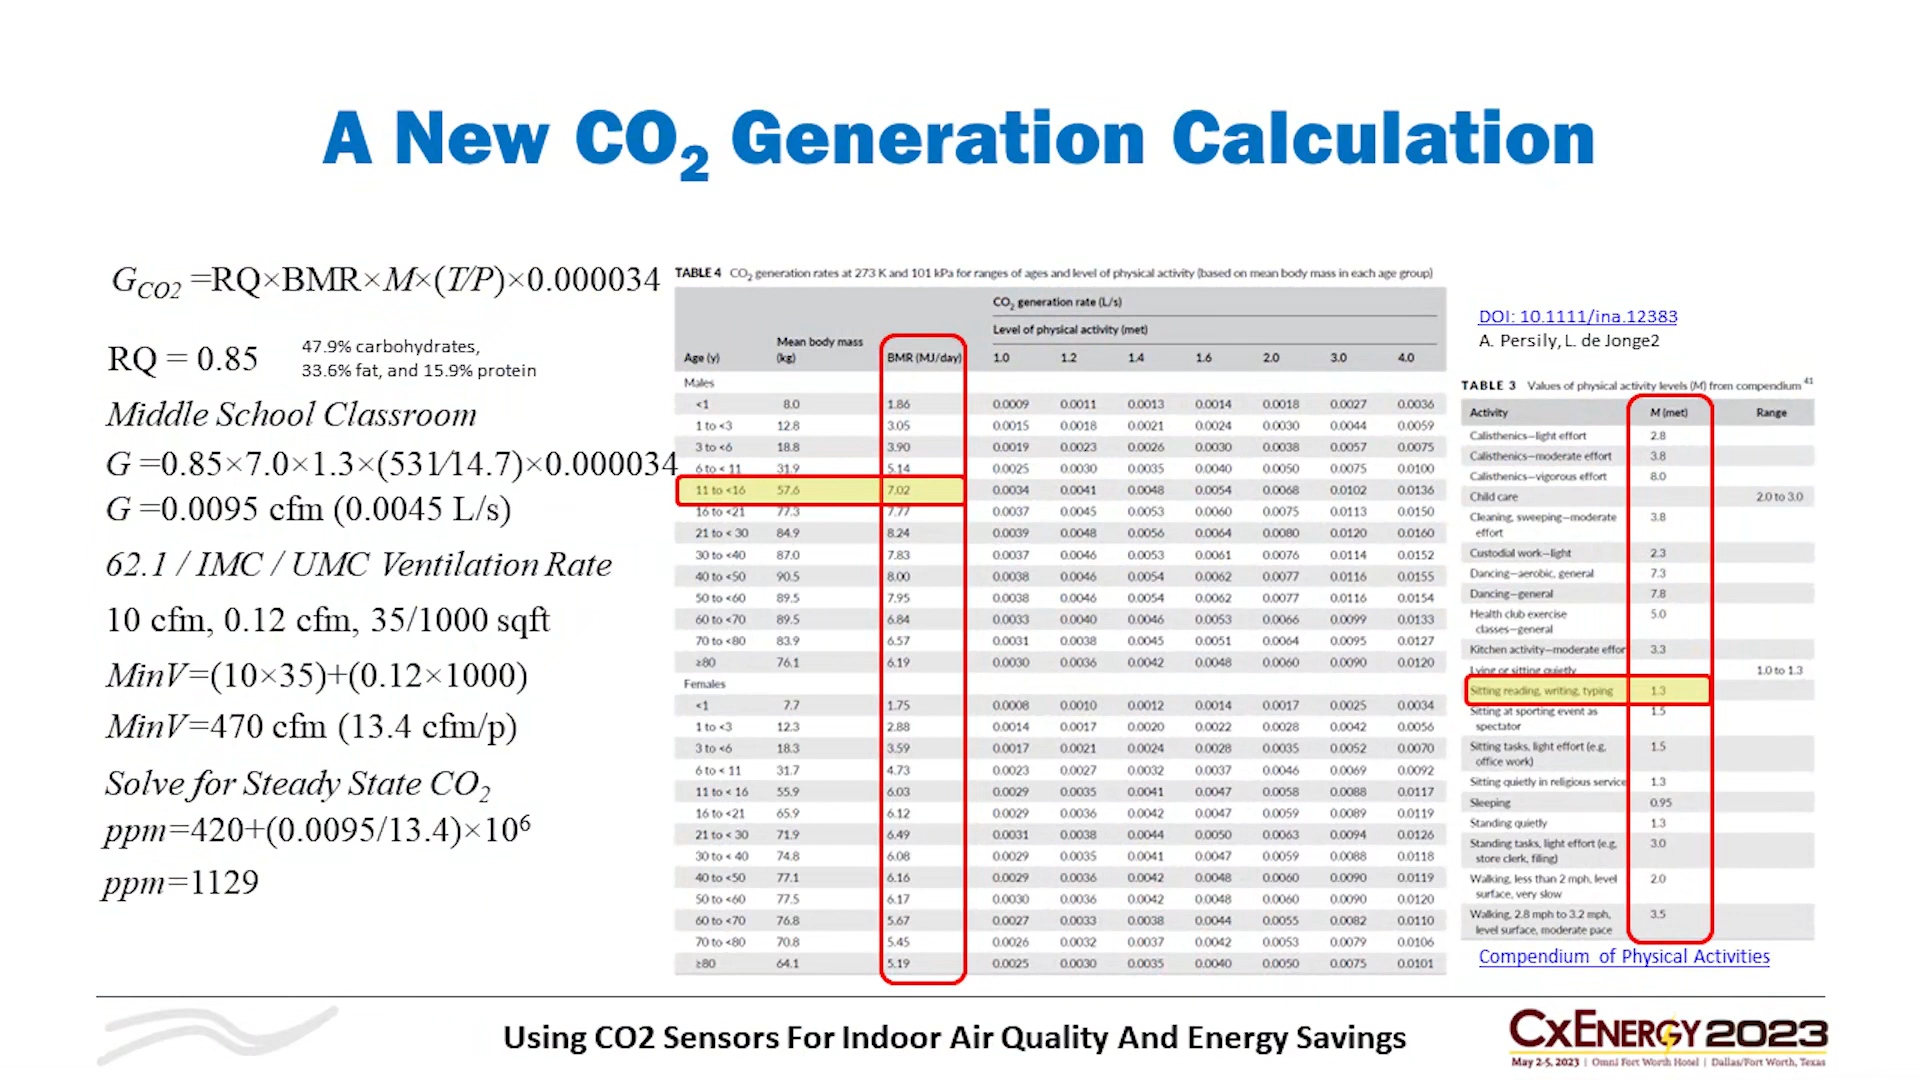 A New CO2 Generation Calculation
GCO2 =RQ×BMR×M×(T/P)×0.000034
RQ = 0.85
47.9% carbohydrates,
33.6% fat, and 15.9% protein
Middle School Classroom
G =0.85×7.0×1.3×(531/14.7)×0.000034
G =0.0095 cfm (0.0045 L/s)
62.1 / IMC / UMC Ventilation Rate
10 cfm, 0.12 cfm, 35/1000 sqft
MinV=(10×35)+(0.12×1000)
MinV=470 cfm (13.4 cfm/p)
Solve for Steady State CO2
ppm=420+(0.0095/13.4)×10⁶
ppm=1129
TABLE 4 CO2 generation rates at 273 K and 101 kPa for ranges of ages and level of physical activity (based on mean body mass in each age group)
CO2 generation rate (L/s)
Level of physical activity (met)
Mean body mass
Age (y) (kg) BMR (MJ/day) 1.0 1.2 1.4 1.6 2.0 3.0 4.0
Males
<1 8.0 1.86 0.0009 0.0011 0.0013 0.0014 0.0018 0.0027 0.0036
1 to <3 12.8 3.05 0.0015 0.0018 0.0021 0.0024 0.0030 0.0044 0.0059
3 to <6 18.8 3.90 0.0019 0.0023 0.0026 0.0030 0.0038 0.0057 0.0075
6 to < 11 31.9 5.14 0.0025 0.0030 0.0035 0.0040 0.0050 0.0075 0.0100
11 to <16 57.6 7.02 0.0034 0.0041 0.0048 0.0054 0.0068 0.0102 0.0136
16 to <21 77.3 7.77 0.0037 0.0045 0.0053 0.0060 0.0075 0.0113 0.0150
21 to < 30 84.9 8.24 0.0039 0.0048 0.0056 0.0064 0.0080 0.0120 0.0160
30 to <40 87.0 7.83 0.0037 0.0046 0.0053 0.0061 0.0076 0.0114 0.0152
40 to <50 90.5 8.00 0.0038 0.0046 0.0054 0.0062 0.0077 0.0116 0.0155
50 to <60 89.5 7.95 0.0038 0.0046 0.0054 0.0062 0.0077 0.0116 0.0154
60 to <70 89.5 6.84 0.0033 0.0040 0.0046 0.0053 0.0066 0.0099 0.0133
70 to <80 83.9 6.57 0.0031 0.0038 0.0045 0.0051 0.0064 0.0095 0.0127
≥80 76.1 6.19 0.0030 0.0036 0.0042 0.0048 0.0060 0.0090 0.0120
Females
<1 7.7 1.75 0.0008 0.0010 0.0012 0.0014 0.0017 0.0025 0.0034
1 to <3 12.3 2.88 0.0014 0.0017 0.0020 0.0022 0.0028 0.0042 0.0056
3 to <6 18.3 3.59 0.0017 0.0021 0.0024 0.0028 0.0035 0.0052 0.0070
6 to < 11 31.7 4.73 0.0023 0.0027 0.0032 0.0037 0.0046 0.0069 0.0092
11 to < 16 55.9 6.03 0.0029 0.0035 0.0041 0.0047 0.0058 0.0088 0.0117
16 to <21 65.9 6.12 0.0029 0.0036 0.0042 0.0047 0.0059 0.0089 0.0119
21 to < 30 71.9 6.49 0.0031 0.0038 0.0044 0.0050 0.0063 0.0094 0.0126
30 to < 40 74.8 6.08 0.0029 0.0035 0.0041 0.0047 0.0059 0.0088 0.0118
40 to <50 77.1 6.16 0.0029 0.0036 0.0042 0.0048 0.0060 0.0090 0.0119
50 to <60 77.5 6.17 0.0030 0.0036 0.0042 0.0048 0.0060 0.0090 0.0120
60 to <70 76.8 5.67 0.0027 0.0033 0.0038 0.0044 0.0055 0.0082 0.0110
70 to <80 70.8 5.45 0.0026 0.0032 0.0037 0.0042 0.0053 0.0079 0.0106
≥80 64.1 5.19 0.0025 0.0030 0.0035 0.0040 0.0050 0.0075 0.0101
DOI: 10.1111/ina.12383
A. Persily, L. de Jonge2
TABLE 3 Values of physical activity levels (M) from compendium 41
Activity M (met) Range
Calisthenics—light effort 2.8
Calisthenics—moderate effort 3.8
Calisthenics—vigorous effort 8.0
Child care 2.0 to 3.0
Cleaning, sweeping—moderate
effort 3.8
Custodial work—light 2.3
Dancing—aerobic, general 7.3
Dancing—general 7.8
Health club exercise
classes—general 5.0
Kitchen activity—moderate effor 3.3
Lying or sitting quietly 1.0 to 1.3
Sitting reading, writing, typing 1.3
Sitting at sporting event as
spectator 1.5
Sitting tasks, light effort (e.g,
office work) 1.5
Sitting quietly in religious service 1.3
Sleeping 0.95
Standing quietly 1.3
Standing tasks, light effort (e.g,
store clerk, filing) 3.0
Walking, less than 2 mph, level
surface, very slow 2.0
Walking, 2.8 mph to 3.2 mph,
level surface, moderate pace 3.5
Compendium of Physical Activities
Using CO2 Sensors For Indoor Air Quality And Energy Savings
CXENERGY 2023
May 2-5, 2023 | Omni Fort Worth Hotel | Dallas/Fort Worth, Texas